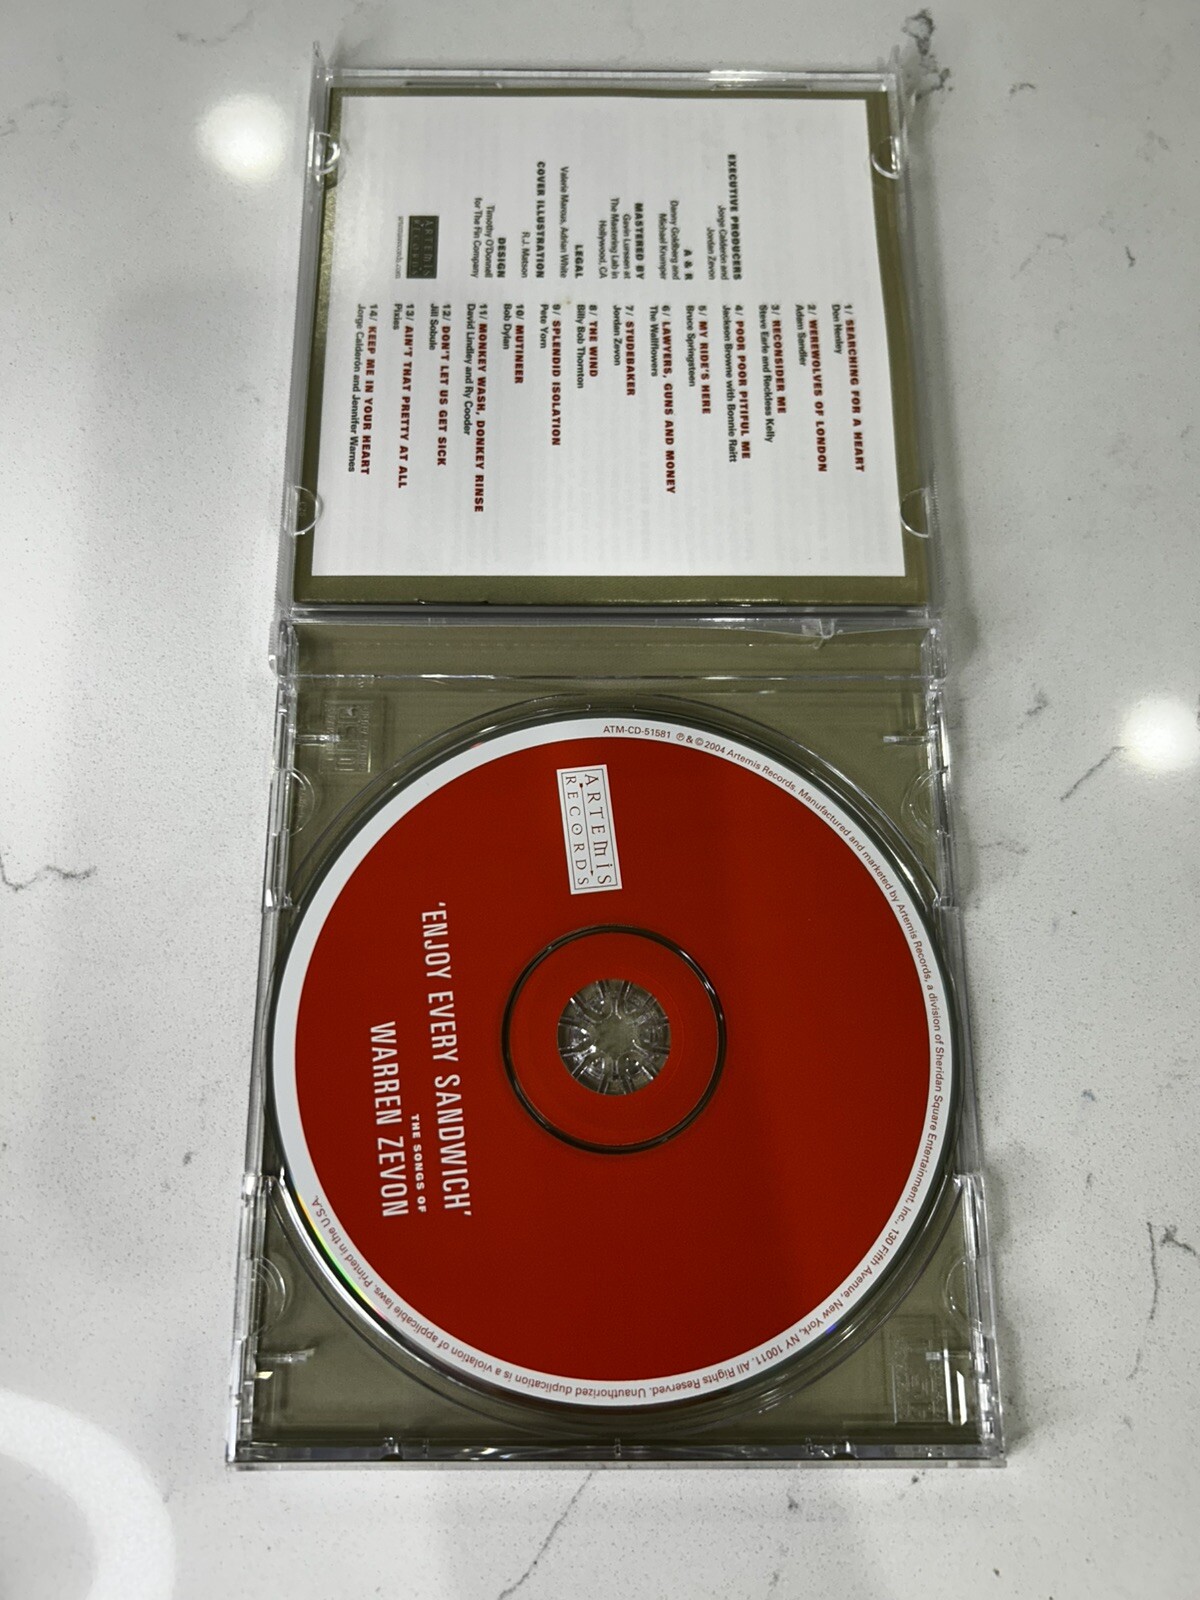 EXECUTIVE PRODUCERS
Jorge Calderón and
Jordan Zevon
A & R
Danny Goldberg and
Michael Krumper
MASTERED BY
Gavin Lurssen at
The Mastering Lab in
Hollywood, CA
LEGAL
Valerie Marcus, Adrian White
COVER ILLUSTRATION
R.J. Matson
DESIGN
Timothy O'Donnell
for The Fin Company
ARTEMIS
RECORDS
artemisrecords.com
1/ SEARCHING FOR A HEART
Don Henley
2/ WEREWOLVES OF LONDON
Adam Sandler
3/ RECONSIDER ME
Steve Earle and Reckless Kelly
4/ POOR POOR PITIFUL ME
Jackson Browne with Bonnie Raitt
5/ MY RIDE'S HERE
Bruce Springsteen
6/ LAWYERS, GUNS AND MONEY
The Wallflowers
7/ STUDEBAKER
Jordan Zevon
8/ THE WIND
Billy Bob Thornton
9/ SPLENDID ISOLATION
Pete Yorn
10/ MUTINEER
Bob Dylan
11/ MONKEY WASH, DONKEY RINSE
David Lindley and Ry Cooder
12/ DON'T LET US GET SICK
Jill Sobule
13/ AIN'T THAT PRETTY AT ALL
Pixies
14/ KEEP ME IN YOUR HEART
Jorge Calderón and Jennifer Warnes
ARTEMIS
RECORDS
'ENJOY EVERY SANDWICH'
THE SONGS OF
WARREN ZEVON
ATM-CD-51581 ℗ & © 2004 Artemis Records. Manufactured and marketed by Artemis Records, a division of Sheridan Square Entertainment, Inc., 130 Fifth Avenue, New York, NY 10011. All Rights Reserved. Unauthorized duplication is a violation of applicable laws. Printed in the U.S.A.